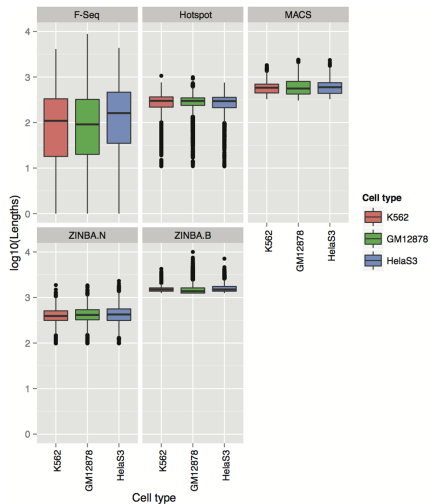 F-Seq Hotspot MACS
4
3
2
1
0
K562 GM12878 HelaS3
ZINBA.N ZINBA.B
4
3
2
1
0
K562 GM12878 HelaS3 K562 GM12878 HelaS3
log10(Lengths)
Cell type
Cell type
K562
GM12878
HelaS3